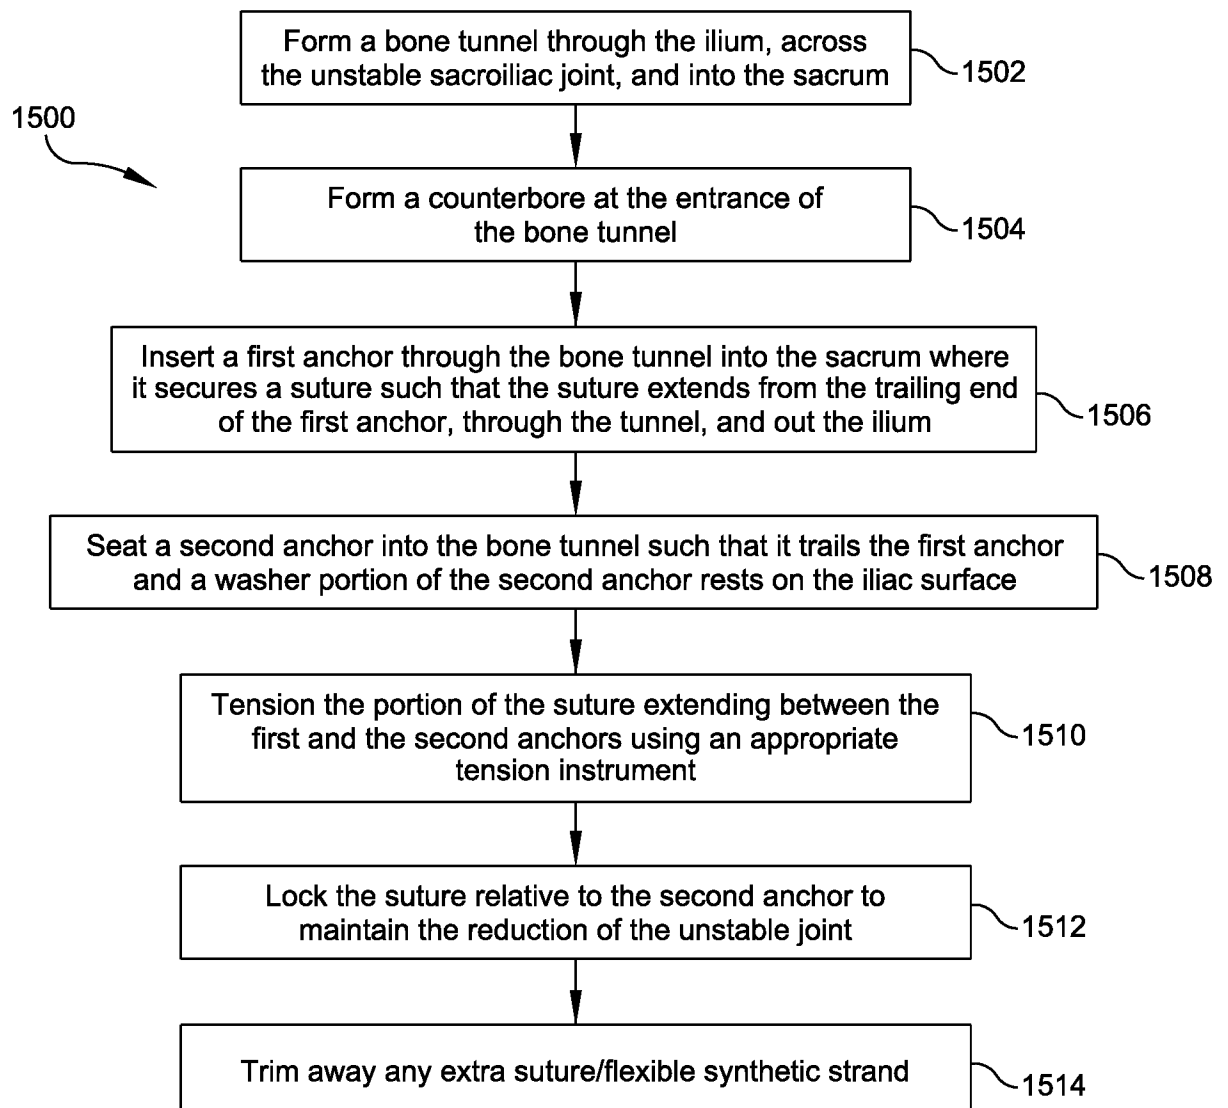 Form a bone tunnel through the ilium, across
the unstable sacroiliac joint, and into the sacrum
1502
1500
Form a counterbore at the entrance of
the bone tunnel
1504
Insert a first anchor through the bone tunnel into the sacrum where
it secures a suture such that the suture extends from the trailing end
of the first anchor, through the tunnel, and out the ilium
1506
Seat a second anchor into the bone tunnel such that it trails the first anchor
and a washer portion of the second anchor rests on the iliac surface
1508
Tension the portion of the suture extending between the
first and the second anchors using an appropriate
tension instrument
1510
Lock the suture relative to the second anchor to
maintain the reduction of the unstable joint
1512
Trim away any extra suture/flexible synthetic strand
1514